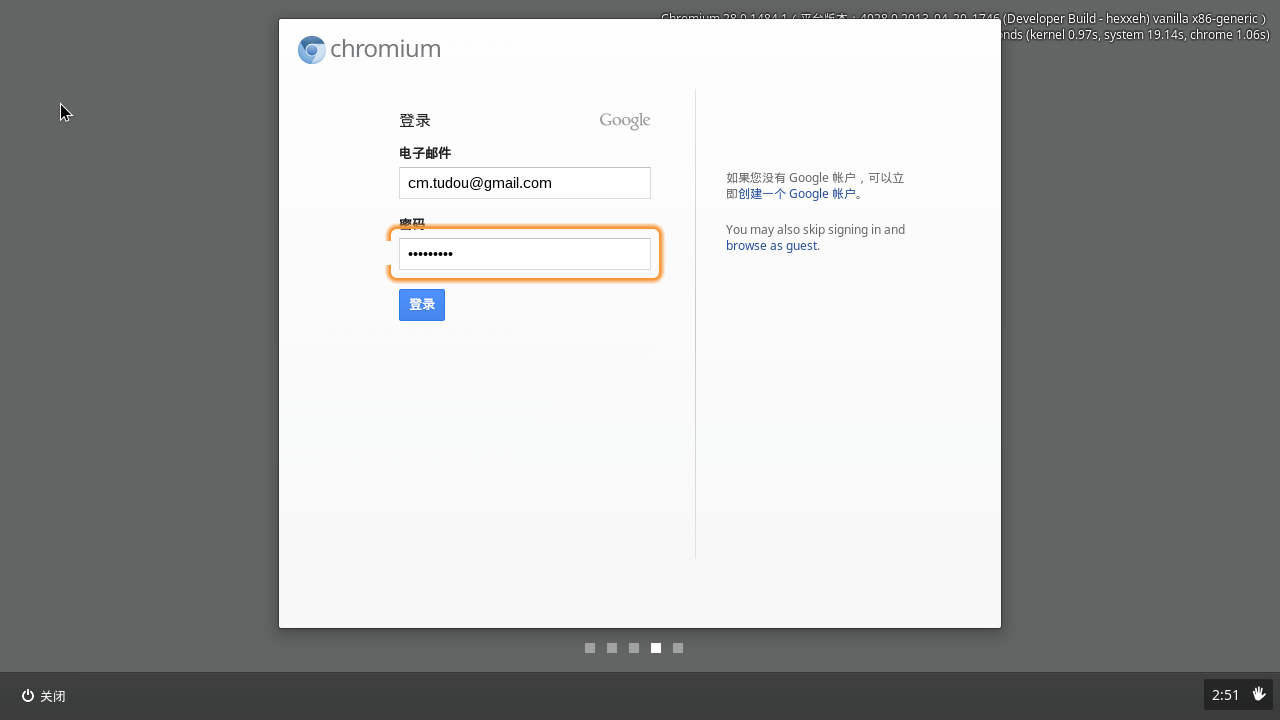 Chromium 28.0.1484.1 ( 平台版本：4028.0.2013_04_20_1746 (Developer Build - hexxeh) vanilla x86-generic )
nds (kernel 0.97s, system 19.14s, chrome 1.06s)
chromium
登录
Google
电子邮件
cm.tudou@gmail.com
密码
•••••••••
登录
如果您没有 Google 帐户，可以立
即创建一个 Google 帐户。
You may also skip signing in and
browse as guest.
关闭
2:51